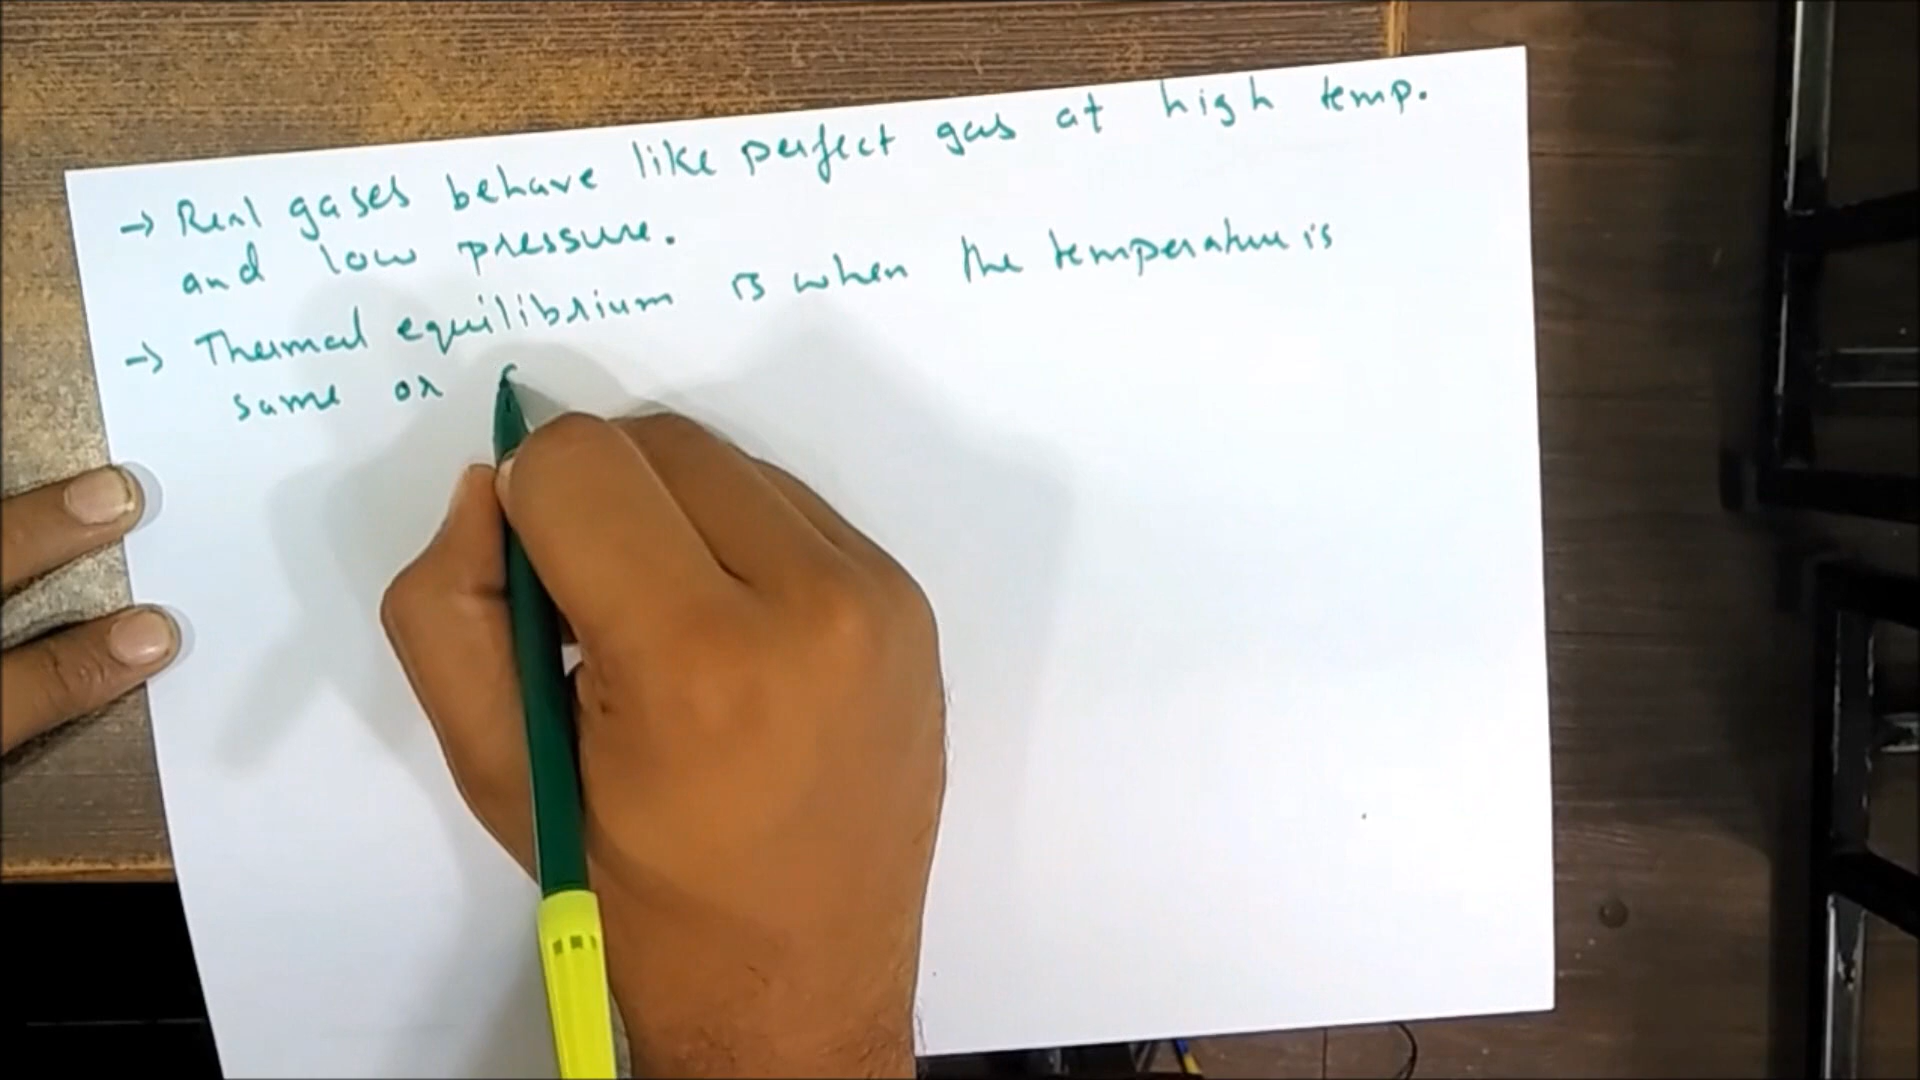 → Real gases behave like perfect gas at high temp.
and low pressure.
→ Thermal equilibrium is when the temperature is
same or